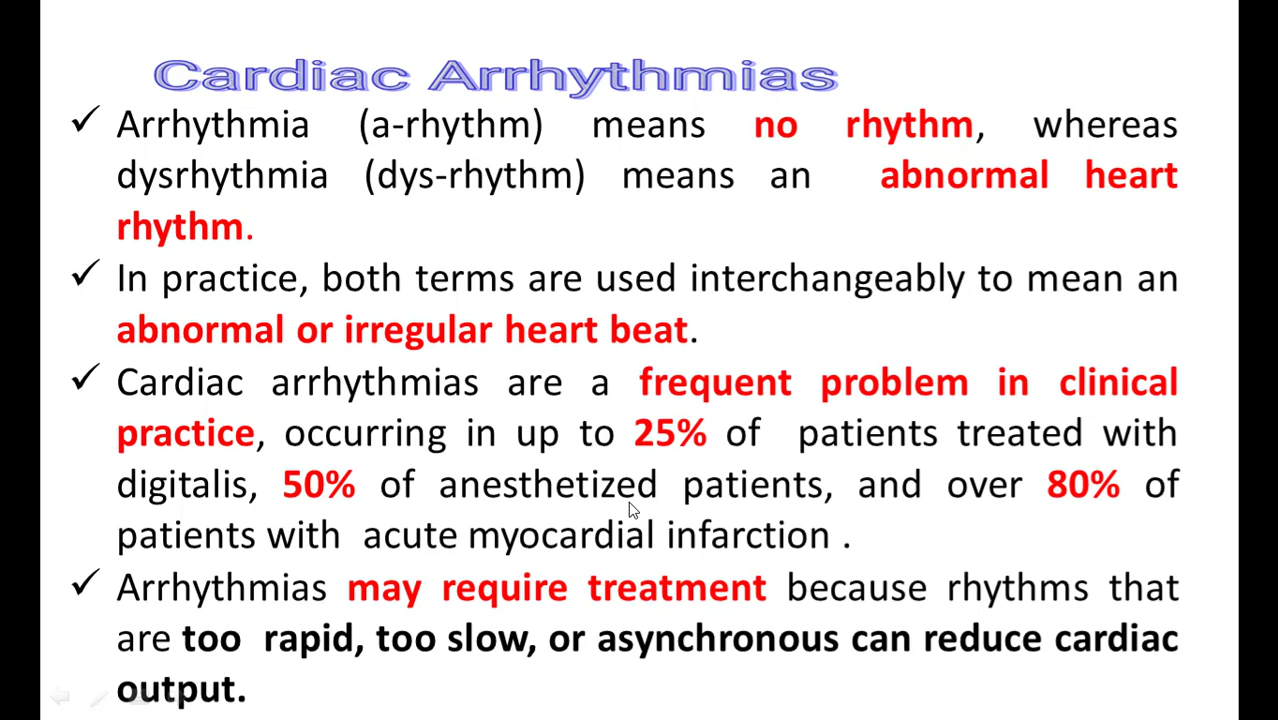 Cardiac Arrhythmias
✓ Arrhythmia (a-rhythm) means no rhythm, whereas
dysrhythmia (dys-rhythm) means an abnormal heart
rhythm.
✓ In practice, both terms are used interchangeably to mean an
abnormal or irregular heart beat.
✓ Cardiac arrhythmias are a frequent problem in clinical
practice, occurring in up to 25% of patients treated with
digitalis, 50% of anesthetized patients, and over 80% of
patients with acute myocardial infarction .
✓ Arrhythmias may require treatment because rhythms that
are too rapid, too slow, or asynchronous can reduce cardiac
output.